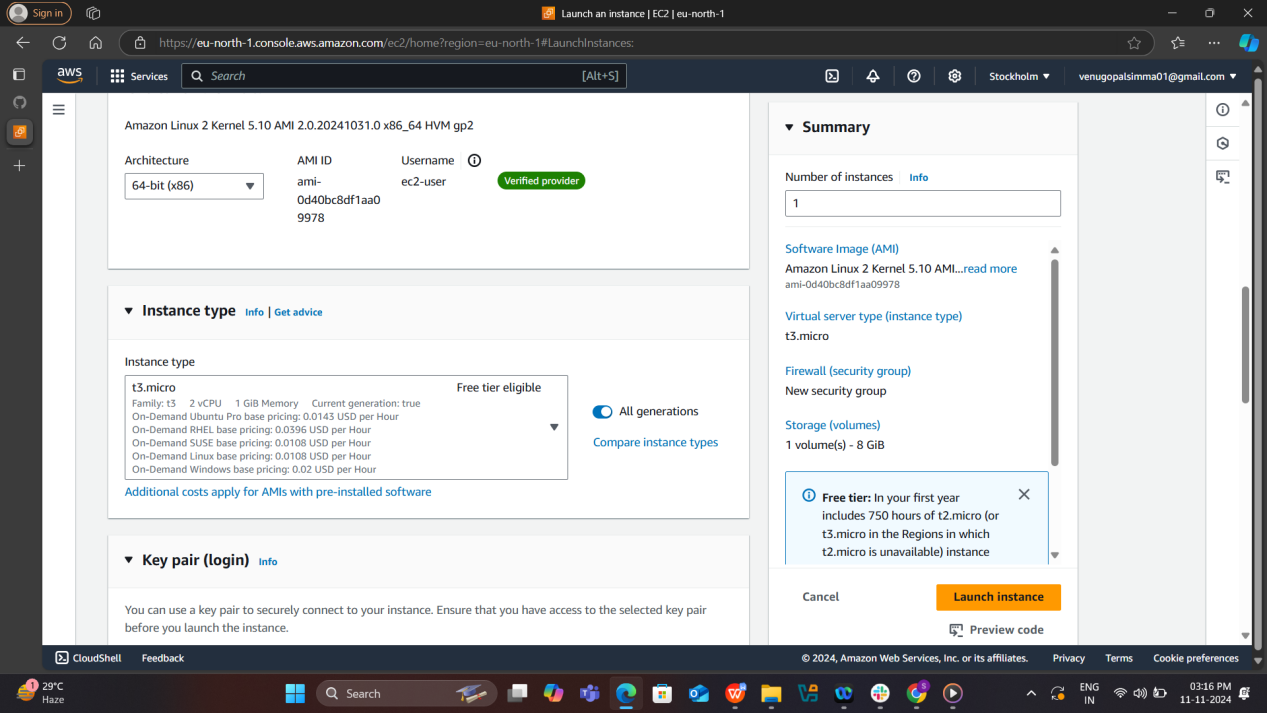 Sign in
Launch an instance | EC2 | eu-north-1
https://eu-north-1.console.aws.amazon.com/ec2/home?region=eu-north-1#LaunchInstances:
aws
Services
Search
[Alt+S]
Stockholm
venugopalsimma01@gmail.com
Amazon Linux 2 Kernel 5.10 AMI 2.0.20241031.0 x86_64 HVM gp2
Architecture
64-bit (x86)
AMI ID
ami-
0d40bc8df1aa0
9978
Username
ec2-user
Verified provider
Instance type Info | Get advice
Instance type
t3.micro
Free tier eligible
Family: t3 2 vCPU 1 GiB Memory Current generation: true
On-Demand Ubuntu Pro base pricing: 0.0143 USD per Hour
On-Demand RHEL base pricing: 0.0396 USD per Hour
On-Demand SUSE base pricing: 0.0108 USD per Hour
On-Demand Linux base pricing: 0.0108 USD per Hour
On-Demand Windows base pricing: 0.02 USD per Hour
All generations
Compare instance types
Additional costs apply for AMIs with pre-installed software
Key pair (login) Info
You can use a key pair to securely connect to your instance. Ensure that you have access to the selected key pair
before you launch the instance.
Summary
Number of instances Info
1
Software Image (AMI)
Amazon Linux 2 Kernel 5.10 AMI...read more
ami-0d40bc8df1aa09978
Virtual server type (instance type)
t3.micro
Firewall (security group)
New security group
Storage (volumes)
1 volume(s) - 8 GiB
Free tier: In your first year
includes 750 hours of t2.micro (or
t3.micro in the Regions in which
t2.micro is unavailable) instance
Cancel
Launch instance
Preview code
CloudShell
Feedback
© 2024, Amazon Web Services, Inc. or its affiliates.
Privacy
Terms
Cookie preferences
1
29°C
Haze
Search
ENG
IN
03:16 PM
11-11-2024